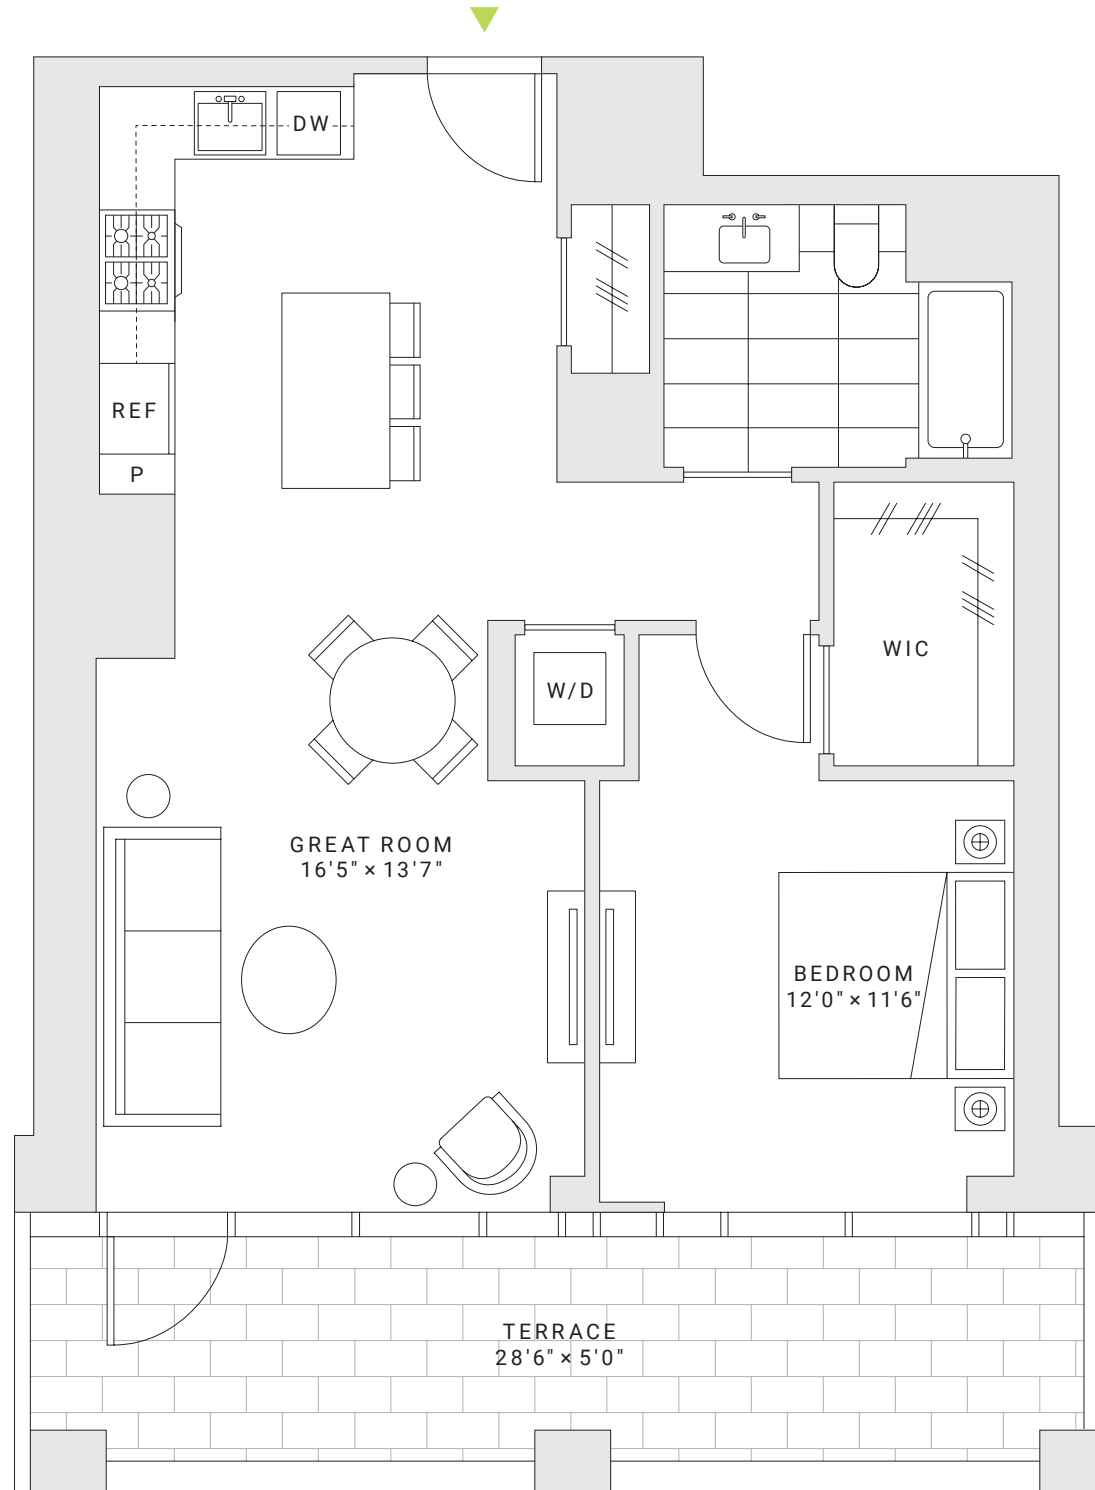 DW
REF
P
WIC
W/D
GREAT ROOM
16'5" × 13'7"
BEDROOM
12'0" × 11'6"
TERRACE
28'6" × 5'0"